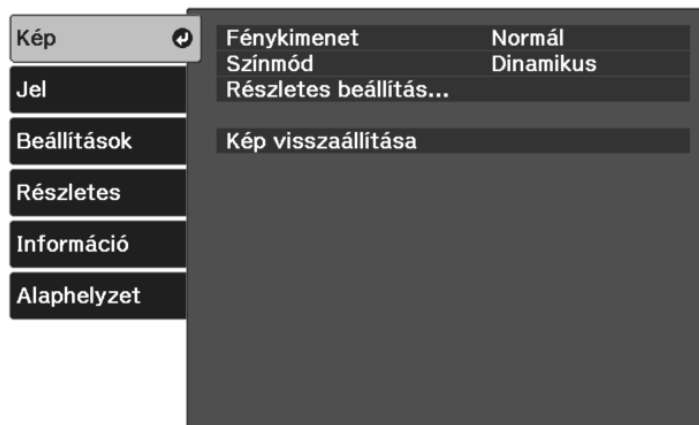 Kép
Jel
Beállítások
Részletes
Információ
Alaphelyzet
Fénykimenet Normál
Színmód Dinamikus
Részletes beállítás...
Kép visszaállítása